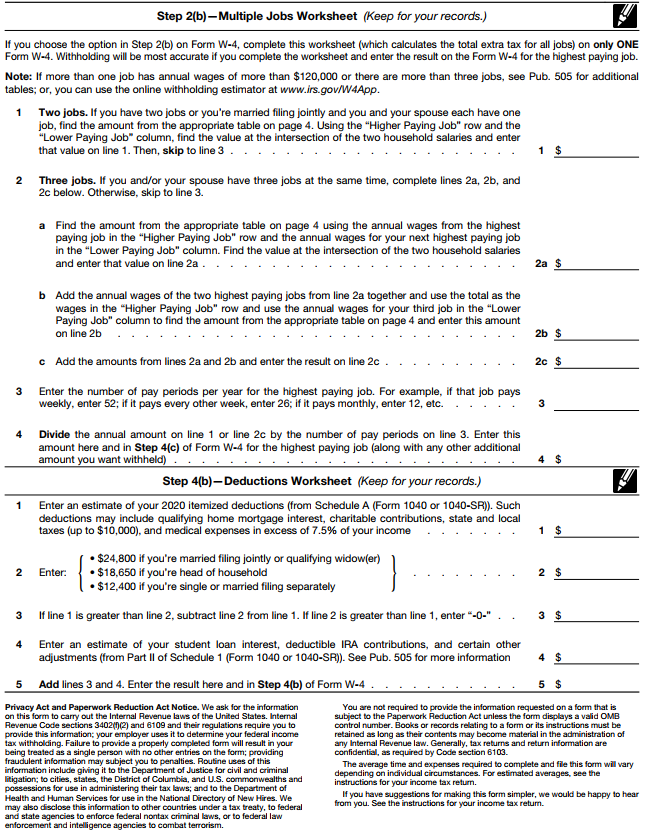 Step 2(b)—Multiple Jobs Worksheet (Keep for your records.)
If you choose the option in Step 2(b) on Form W-4, complete this worksheet (which calculates the total extra tax for all jobs) on only ONE
Form W-4. Withholding will be most accurate if you complete the worksheet and enter the result on the Form W-4 for the highest paying job.
Note: If more than one job has annual wages of more than $120,000 or there are more than three jobs, see Pub. 505 for additional
tables; or, you can use the online withholding estimator at www.irs.gov/W4App.
1 Two jobs. If you have two jobs or you're married filing jointly and you and your spouse each have one
job, find the amount from the appropriate table on page 4. Using the "Higher Paying Job" row and the
"Lower Paying Job" column, find the value at the intersection of the two household salaries and enter
that value on line 1. Then, skip to line 3 . . . . . . . . . . . . . . . . . . . . . 1 $
2 Three jobs. If you and/or your spouse have three jobs at the same time, complete lines 2a, 2b, and
2c below. Otherwise, skip to line 3.
a Find the amount from the appropriate table on page 4 using the annual wages from the highest
paying job in the "Higher Paying Job" row and the annual wages for your next highest paying job
in the "Lower Paying Job" column. Find the value at the intersection of the two household salaries
and enter that value on line 2a . . . . . . . . . . . . . . . . . . . . . . . 2a $
b Add the annual wages of the two highest paying jobs from line 2a together and use the total as the
wages in the "Higher Paying Job" row and use the annual wages for your third job in the "Lower
Paying Job" column to find the amount from the appropriate table on page 4 and enter this amount
on line 2b . . . . . . . . . . . . . . . . . . . . . . . . . . . . . 2b $
c Add the amounts from lines 2a and 2b and enter the result on line 2c . . . . . . . . . . 2c $
3 Enter the number of pay periods per year for the highest paying job. For example, if that job pays
weekly, enter 52; if it pays every other week, enter 26; if it pays monthly, enter 12, etc. . . . . . 3
4 Divide the annual amount on line 1 or line 2c by the number of pay periods on line 3. Enter this
amount here and in Step 4(c) of Form W-4 for the highest paying job (along with any other additional
amount you want withheld) . . . . . . . . . . . . . . . . . . . . . . . . . 4 $
Step 4(b)—Deductions Worksheet (Keep for your records.)
1 Enter an estimate of your 2020 itemized deductions (from Schedule A (Form 1040 or 1040-SR)). Such
deductions may include qualifying home mortgage interest, charitable contributions, state and local
taxes (up to $10,000), and medical expenses in excess of 7.5% of your income . . . . . . . 1 $
• $24,800 if you're married filing jointly or qualifying widow(er)
2 Enter: • $18,650 if you're head of household . . . . . . . . 2 $
• $12,400 if you're single or married filing separately
3 If line 1 is greater than line 2, subtract line 2 from line 1. If line 2 is greater than line 1, enter "-0-" . . 3 $
4 Enter an estimate of your student loan interest, deductible IRA contributions, and certain other
adjustments (from Part II of Schedule 1 (Form 1040 or 1040-SR)). See Pub. 505 for more information 4 $
5 Add lines 3 and 4. Enter the result here and in Step 4(b) of Form W-4 . . . . . . . . . . . 5 $
Privacy Act and Paperwork Reduction Act Notice. We ask for the information
on this form to carry out the Internal Revenue laws of the United States. Internal
Revenue Code sections 3402(f)(2) and 6109 and their regulations require you to
provide this information; your employer uses it to determine your federal income
tax withholding. Failure to provide a properly completed form will result in your
being treated as a single person with no other entries on the form; providing
fraudulent information may subject you to penalties. Routine uses of this
information include giving it to the Department of Justice for civil and criminal
litigation; to cities, states, the District of Columbia, and U.S. commonwealths and
possessions for use in administering their tax laws; and to the Department of
Health and Human Services for use in the National Directory of New Hires. We
may also disclose this information to other countries under a tax treaty, to federal
and state agencies to enforce federal nontax criminal laws, or to federal law
enforcement and intelligence agencies to combat terrorism.
You are not required to provide the information requested on a form that is
subject to the Paperwork Reduction Act unless the form displays a valid OMB
control number. Books or records relating to a form or its instructions must be
retained as long as their contents may become material in the administration of
any Internal Revenue law. Generally, tax returns and return information are
confidential, as required by Code section 6103.
The average time and expenses required to complete and file this form will vary
depending on individual circumstances. For estimated averages, see the
instructions for your income tax return.
If you have suggestions for making this form simpler, we would be happy to hear
from you. See the instructions for your income tax return.